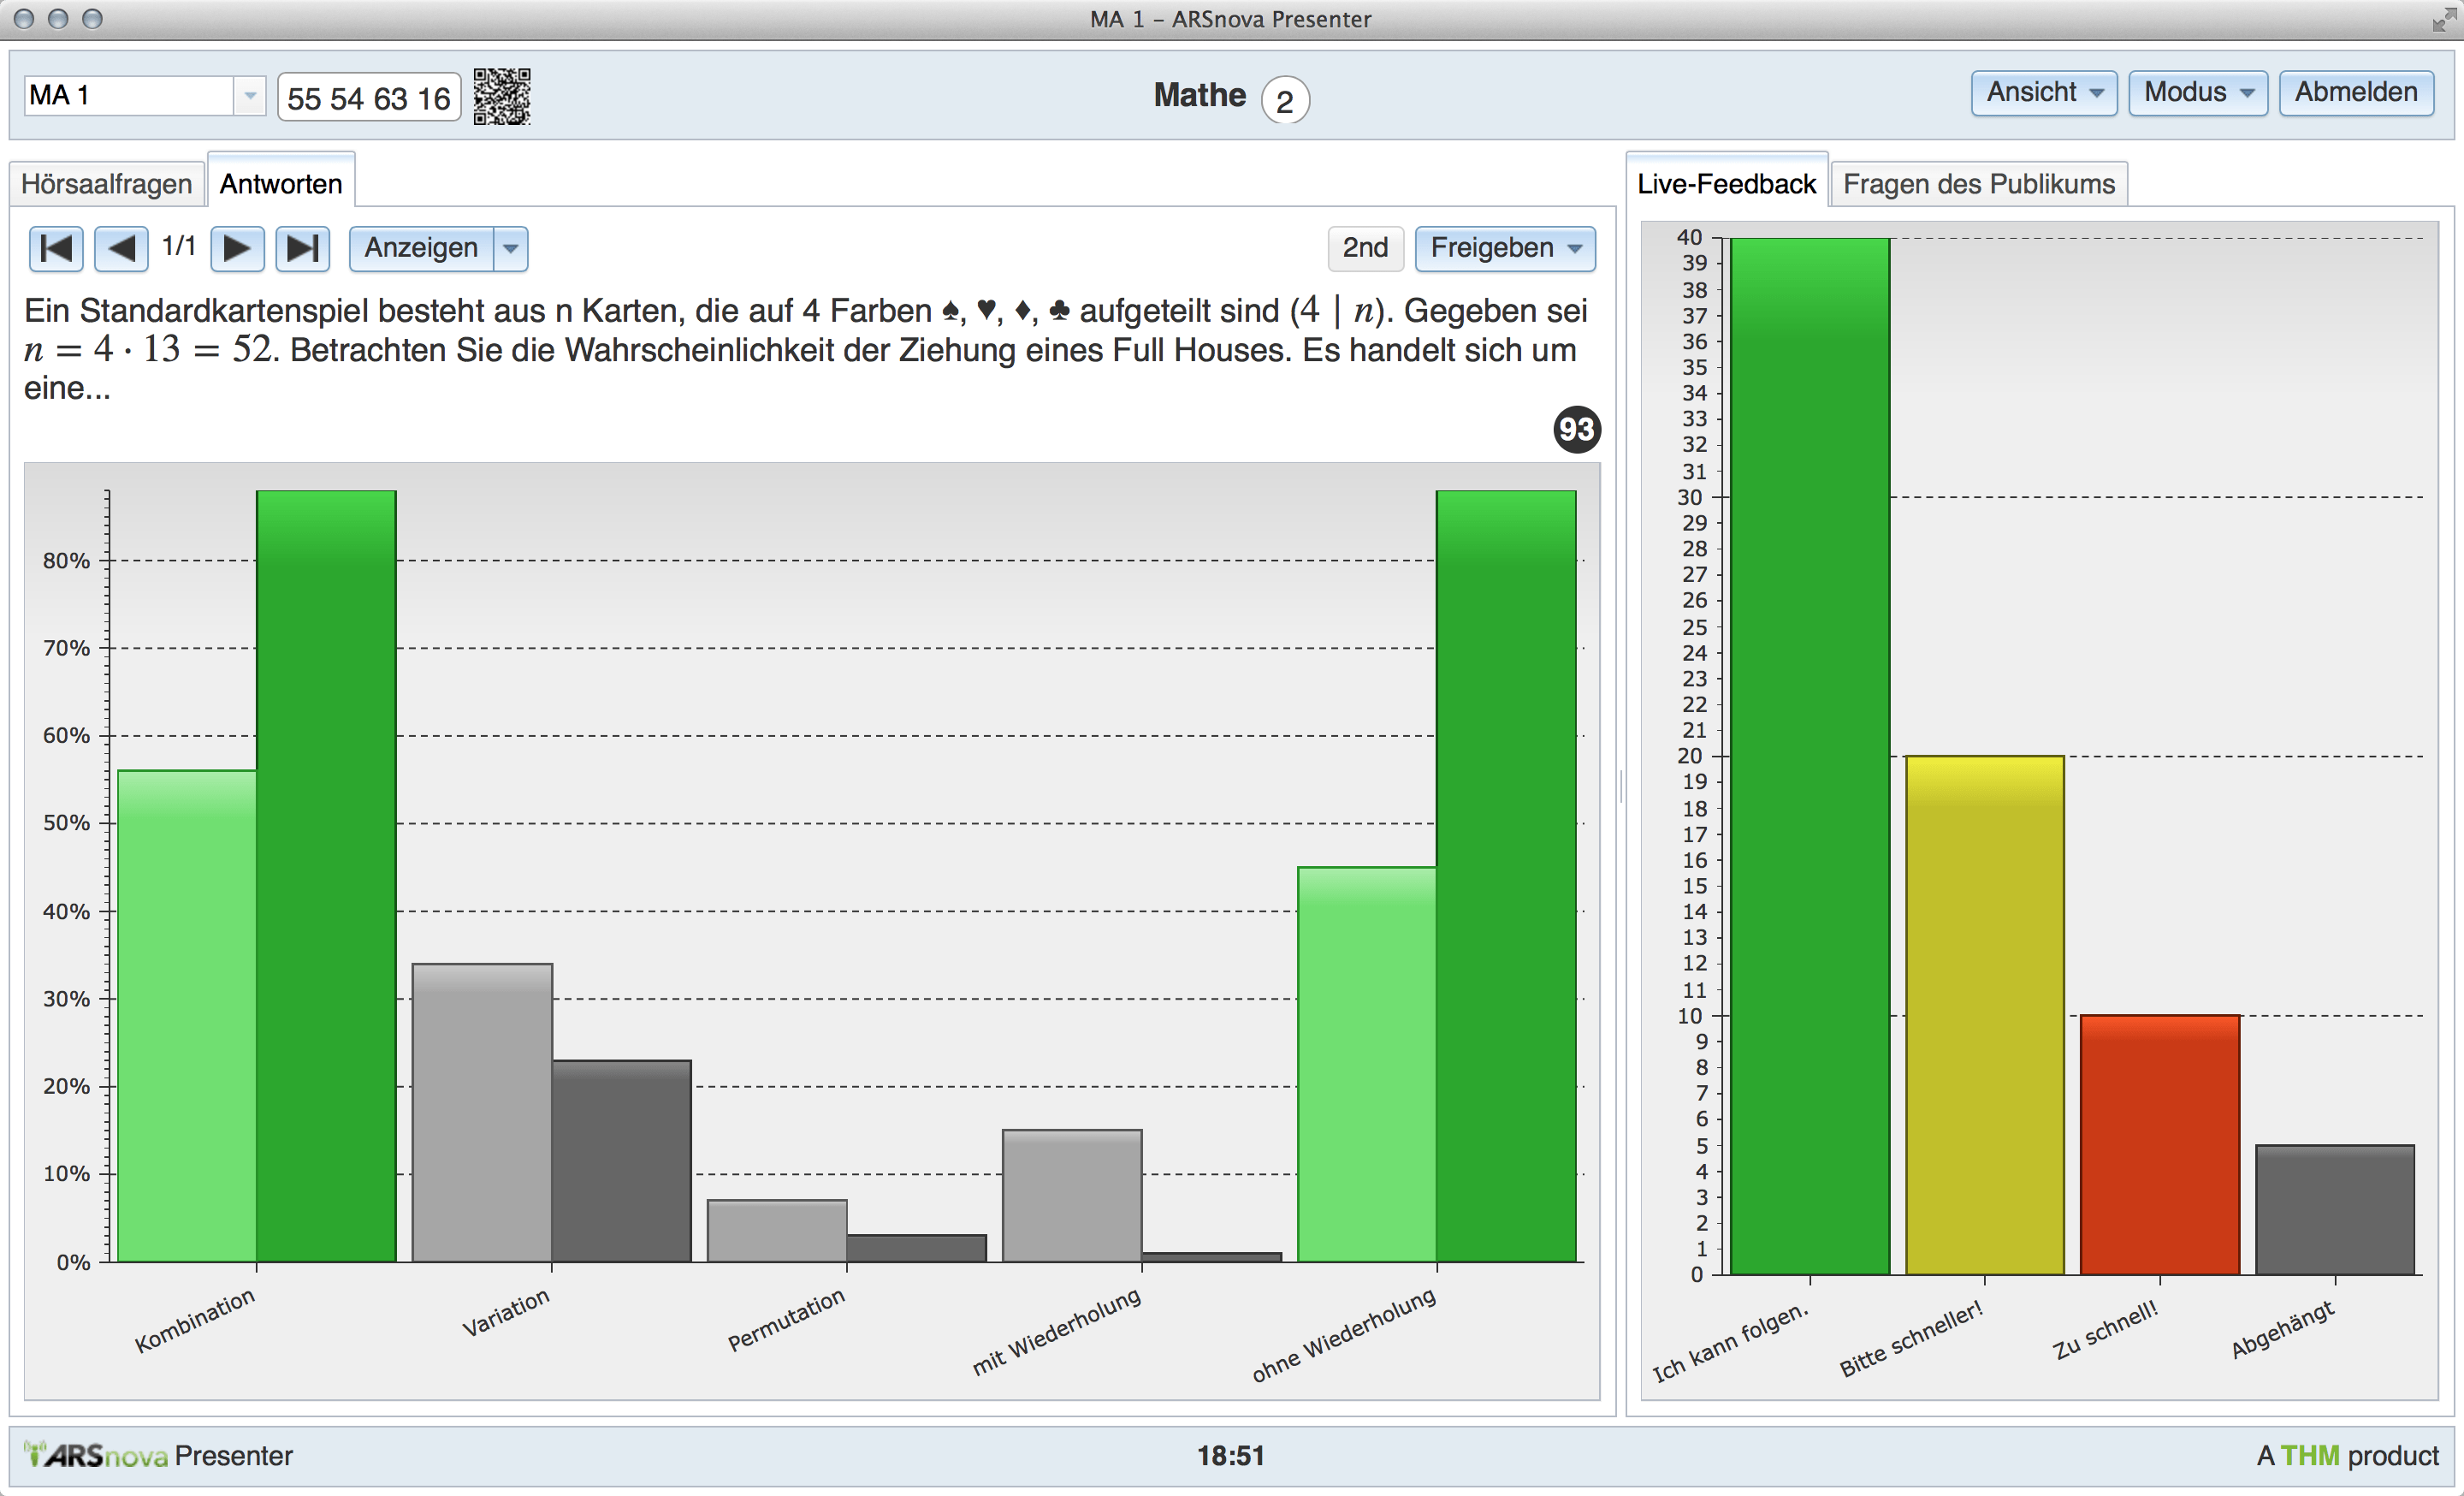 MA 1 – ARSnova Presenter
MA 1
55 54 63 16
Mathe 2
Ansicht
Modus
Abmelden
Hörsaalfragen
Antworten
1/1
Anzeigen
2nd
Freigeben
Ein Standardkartenspiel besteht aus n Karten, die auf 4 Farben ♠, ♥, ♦, ♣ aufgeteilt sind (4 | n). Gegeben sei
n = 4 · 13 = 52. Betrachten Sie die Wahrscheinlichkeit der Ziehung eines Full Houses. Es handelt sich um
eine...
93
80%
70%
60%
50%
40%
30%
20%
10%
0%
Kombination
Variation
Permutation
mit Wiederholung
ohne Wiederholung
Live-Feedback
Fragen des Publikums
40
39
38
37
36
35
34
33
32
31
30
29
28
27
26
25
24
23
22
21
20
19
18
17
16
15
14
13
12
11
10
9
8
7
6
5
4
3
2
1
0
Ich kann folgen.
Bitte schneller!
Zu schnell!
Abgehängt
ARSnova Presenter
18:51
A THM product